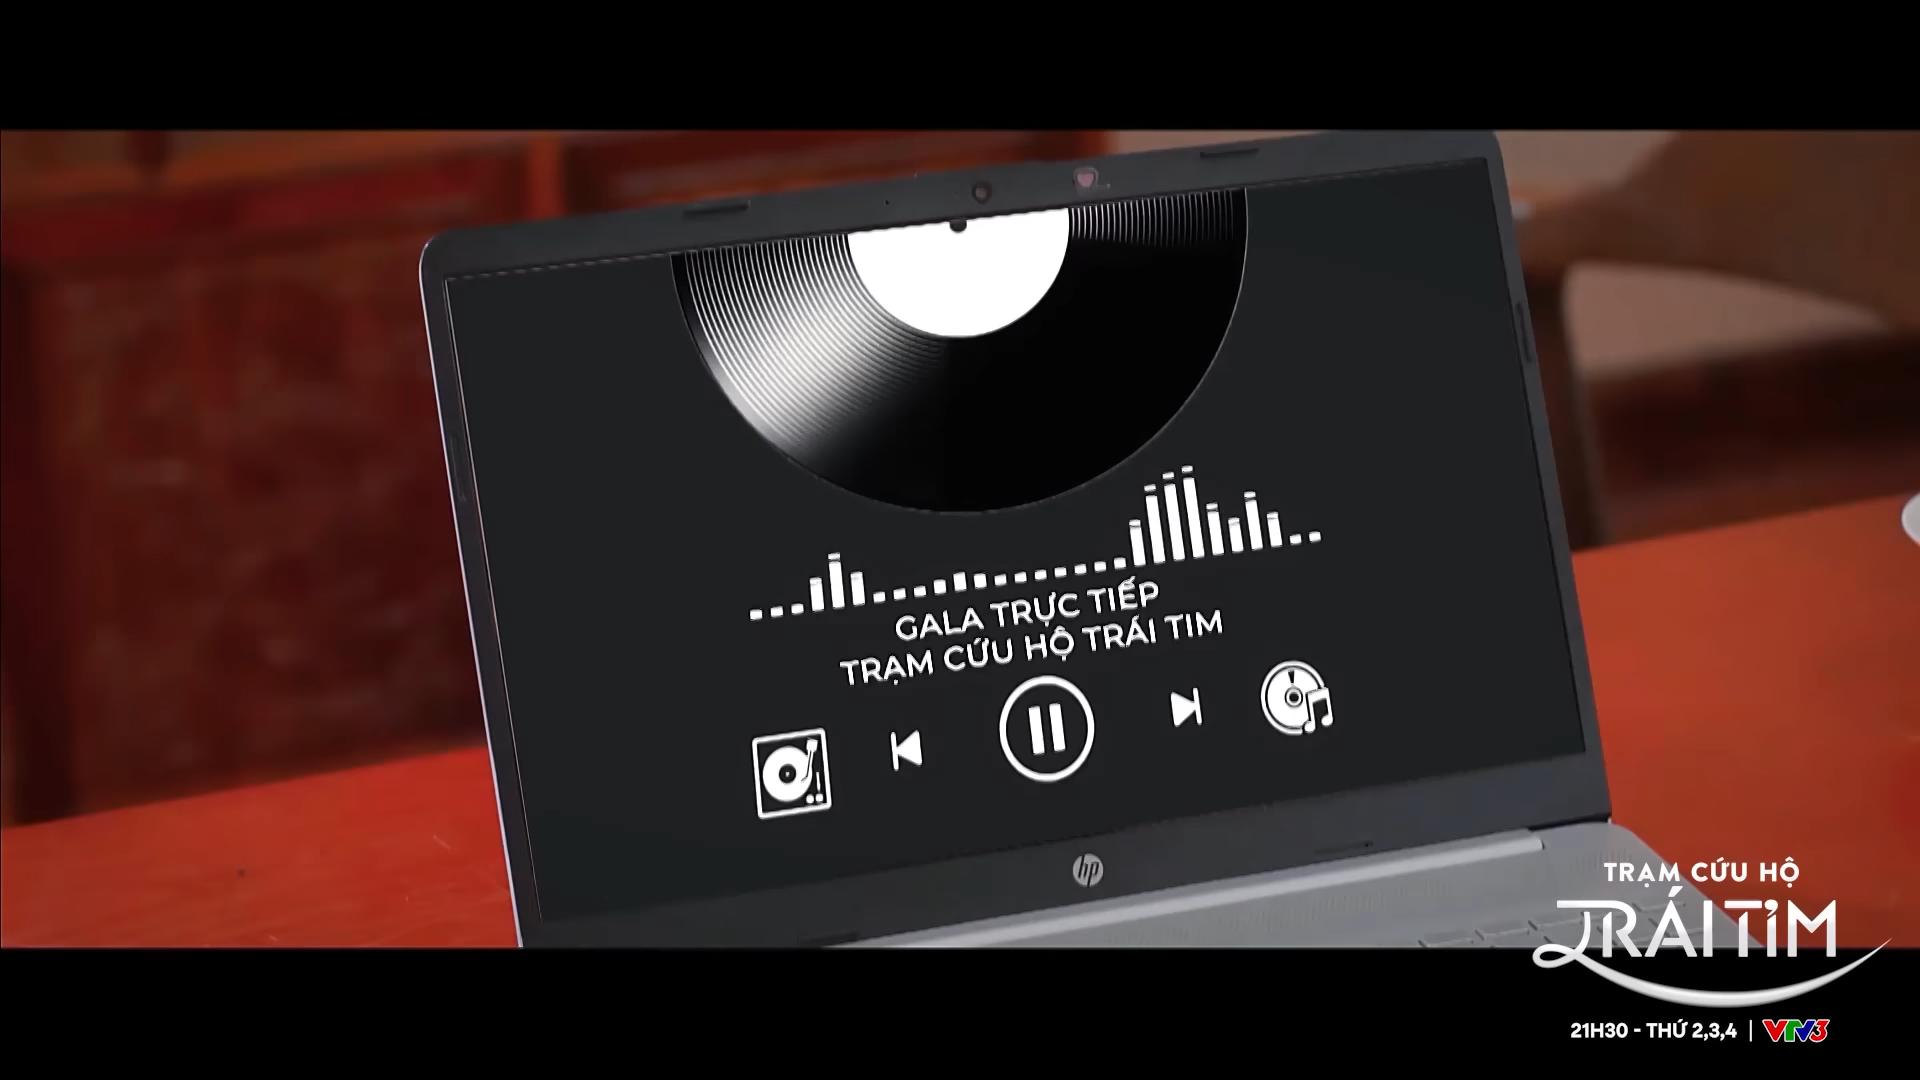 GALA TRỰC TIẾP
TRẠM CỨU HỘ TRÁI TIM
hp
TRẠM CỨU HỘ
TRÁI TIM
21H30 - THỨ 2,3,4 | VTV3